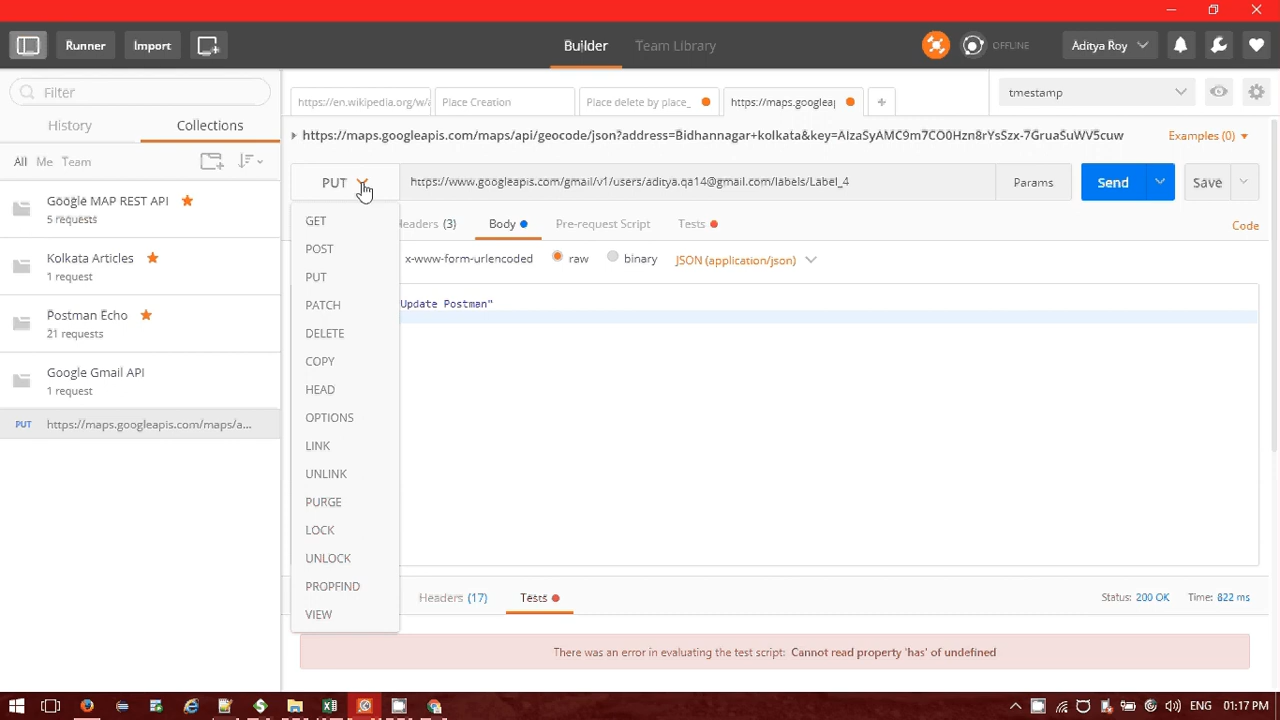 Runner
Import
Builder
Team Library
OFFLINE
Aditya Roy
Filter
History
Collections
All Me Team
Google MAP REST API
5 requests
Kolkata Articles
1 request
Postman Echo
21 requests
Google Gmail API
1 request
PUT https://maps.googleapis.com/maps/a...
https://en.wikipedia.org/w/a
Place Creation
Place delete by place_
https://maps.googleap
+
tmestamp
https://maps.googleapis.com/maps/api/geocode/json?address=Bidhannagar+kolkata&key=AIzaSyAMC9m7CO0Hzn8rYsSzx-7GruaSuWV5cuw
Examples (0)
PUT
https://www.googleapis.com/gmail/v1/users/aditya.qa14@gmail.com/labels/Label_4
Params
Send
Save
Headers (3)
Body
Pre-request Script
Tests
Code
x-www-form-urlencoded
raw
binary
JSON (application/json)
Update Postman"
GET
POST
PUT
PATCH
DELETE
COPY
HEAD
OPTIONS
LINK
UNLINK
PURGE
LOCK
UNLOCK
PROPFIND
VIEW
Headers (17)
Tests
Status: 200 OK
Time: 822 ms
There was an error in evaluating the test script: Cannot read property 'has' of undefined
ENG
01:17 PM